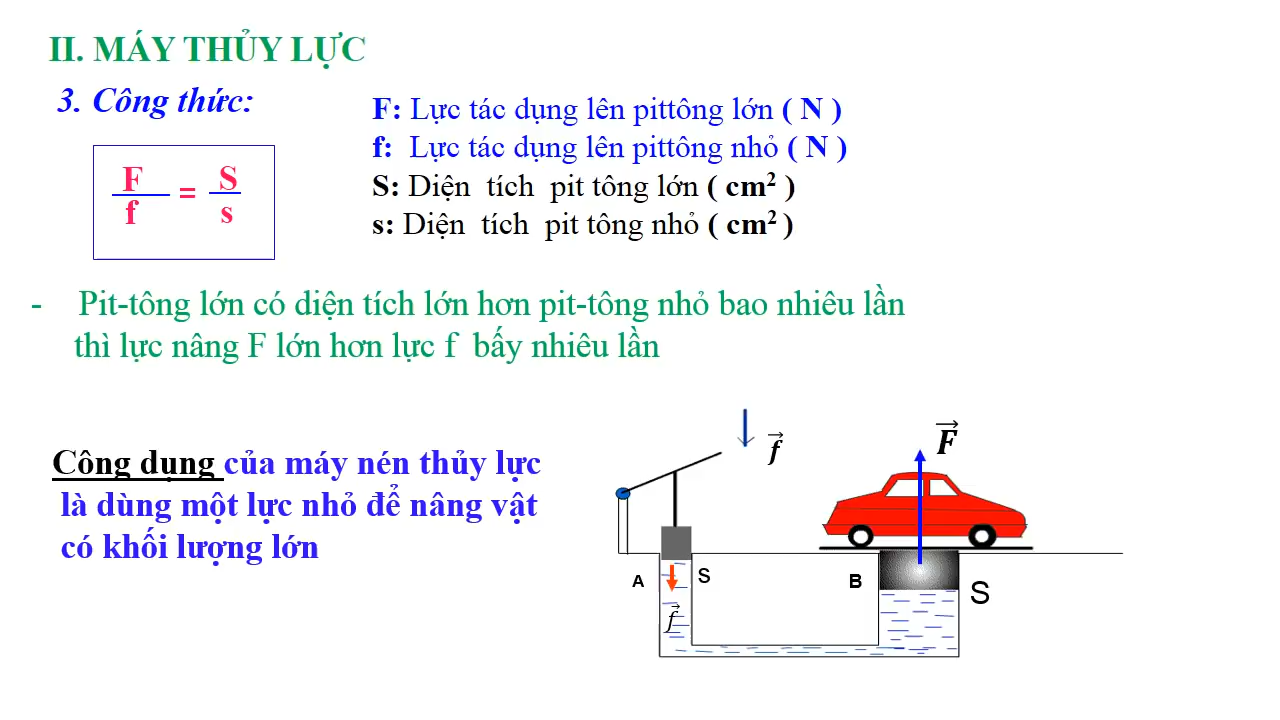 II. MÁY THỦY LỰC
3. Công thức:
F: Lực tác dụng lên pittông lớn ( N )
f: Lực tác dụng lên pittông nhỏ ( N )
S: Diện tích pit tông lớn ( cm² )
s: Diện tích pit tông nhỏ ( cm² )
F = S
f s
- Pit-tông lớn có diện tích lớn hơn pit-tông nhỏ bao nhiêu lần
thì lực nâng F lớn hơn lực f bấy nhiêu lần
Công dụng của máy nén thủy lực
là dùng một lực nhỏ để nâng vật
có khối lượng lớn
f⃗
F⃗
A
S
B
S
f⃗